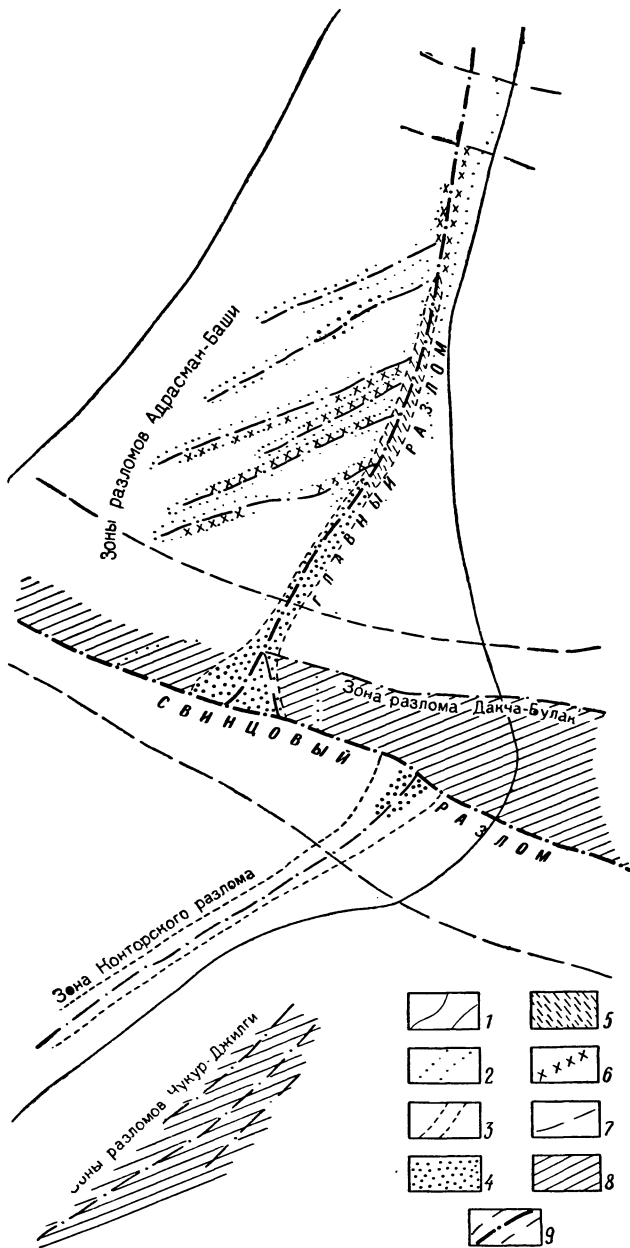 Зоны разломов Адрасман-Баши
ГЛАВНЫЙ РАЗЛОМ
Зона разлома Дакча-Булак
СВИНЦОВЫЙ
РАЗЛОМ
Зона Конторского разлома
Зоны разломов Чукур-Джилги
1
2
3
4
5
6
7
8
9